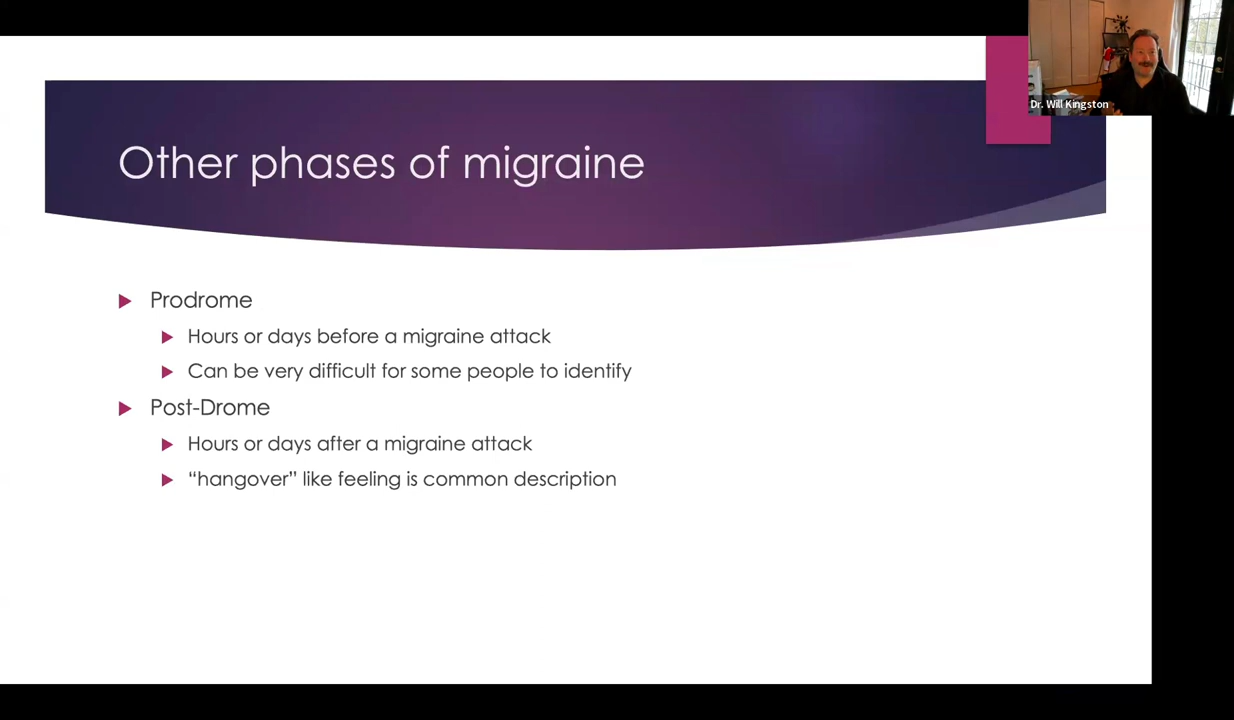 Dr. Will Kingston
Other phases of migraine
Prodrome
Hours or days before a migraine attack
Can be very difficult for some people to identify
Post-Drome
Hours or days after a migraine attack
“hangover” like feeling is common description